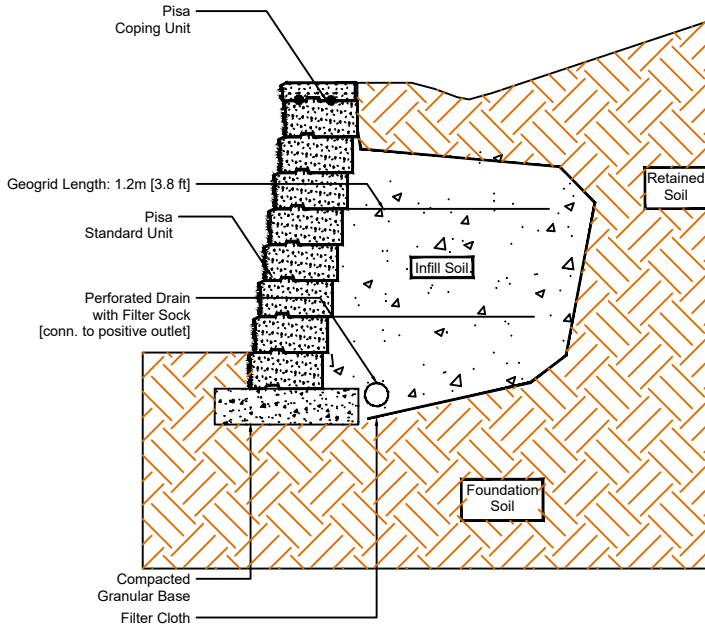 Pisa
Coping Unit
Geogrid Length: 1.2m [3.8 ft]
Retained
Soil
Pisa
Standard Unit
Infill Soil
Perforated Drain
with Filter Sock
[conn. to positive outlet]
Foundation
Soil
Compacted
Granular Base
Filter Cloth